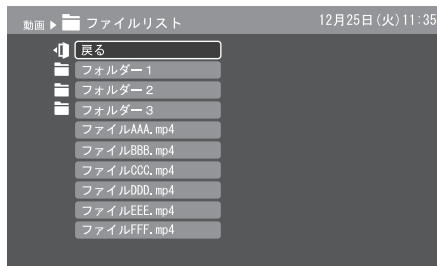 動画 ▶ ファイルリスト 12月25日(火)11:35
戻る
フォルダー1
フォルダー2
フォルダー3
ファイルAAA.mp4
ファイルBBB.mp4
ファイルCCC.mp4
ファイルDDD.mp4
ファイルEEE.mp4
ファイルFFF.mp4